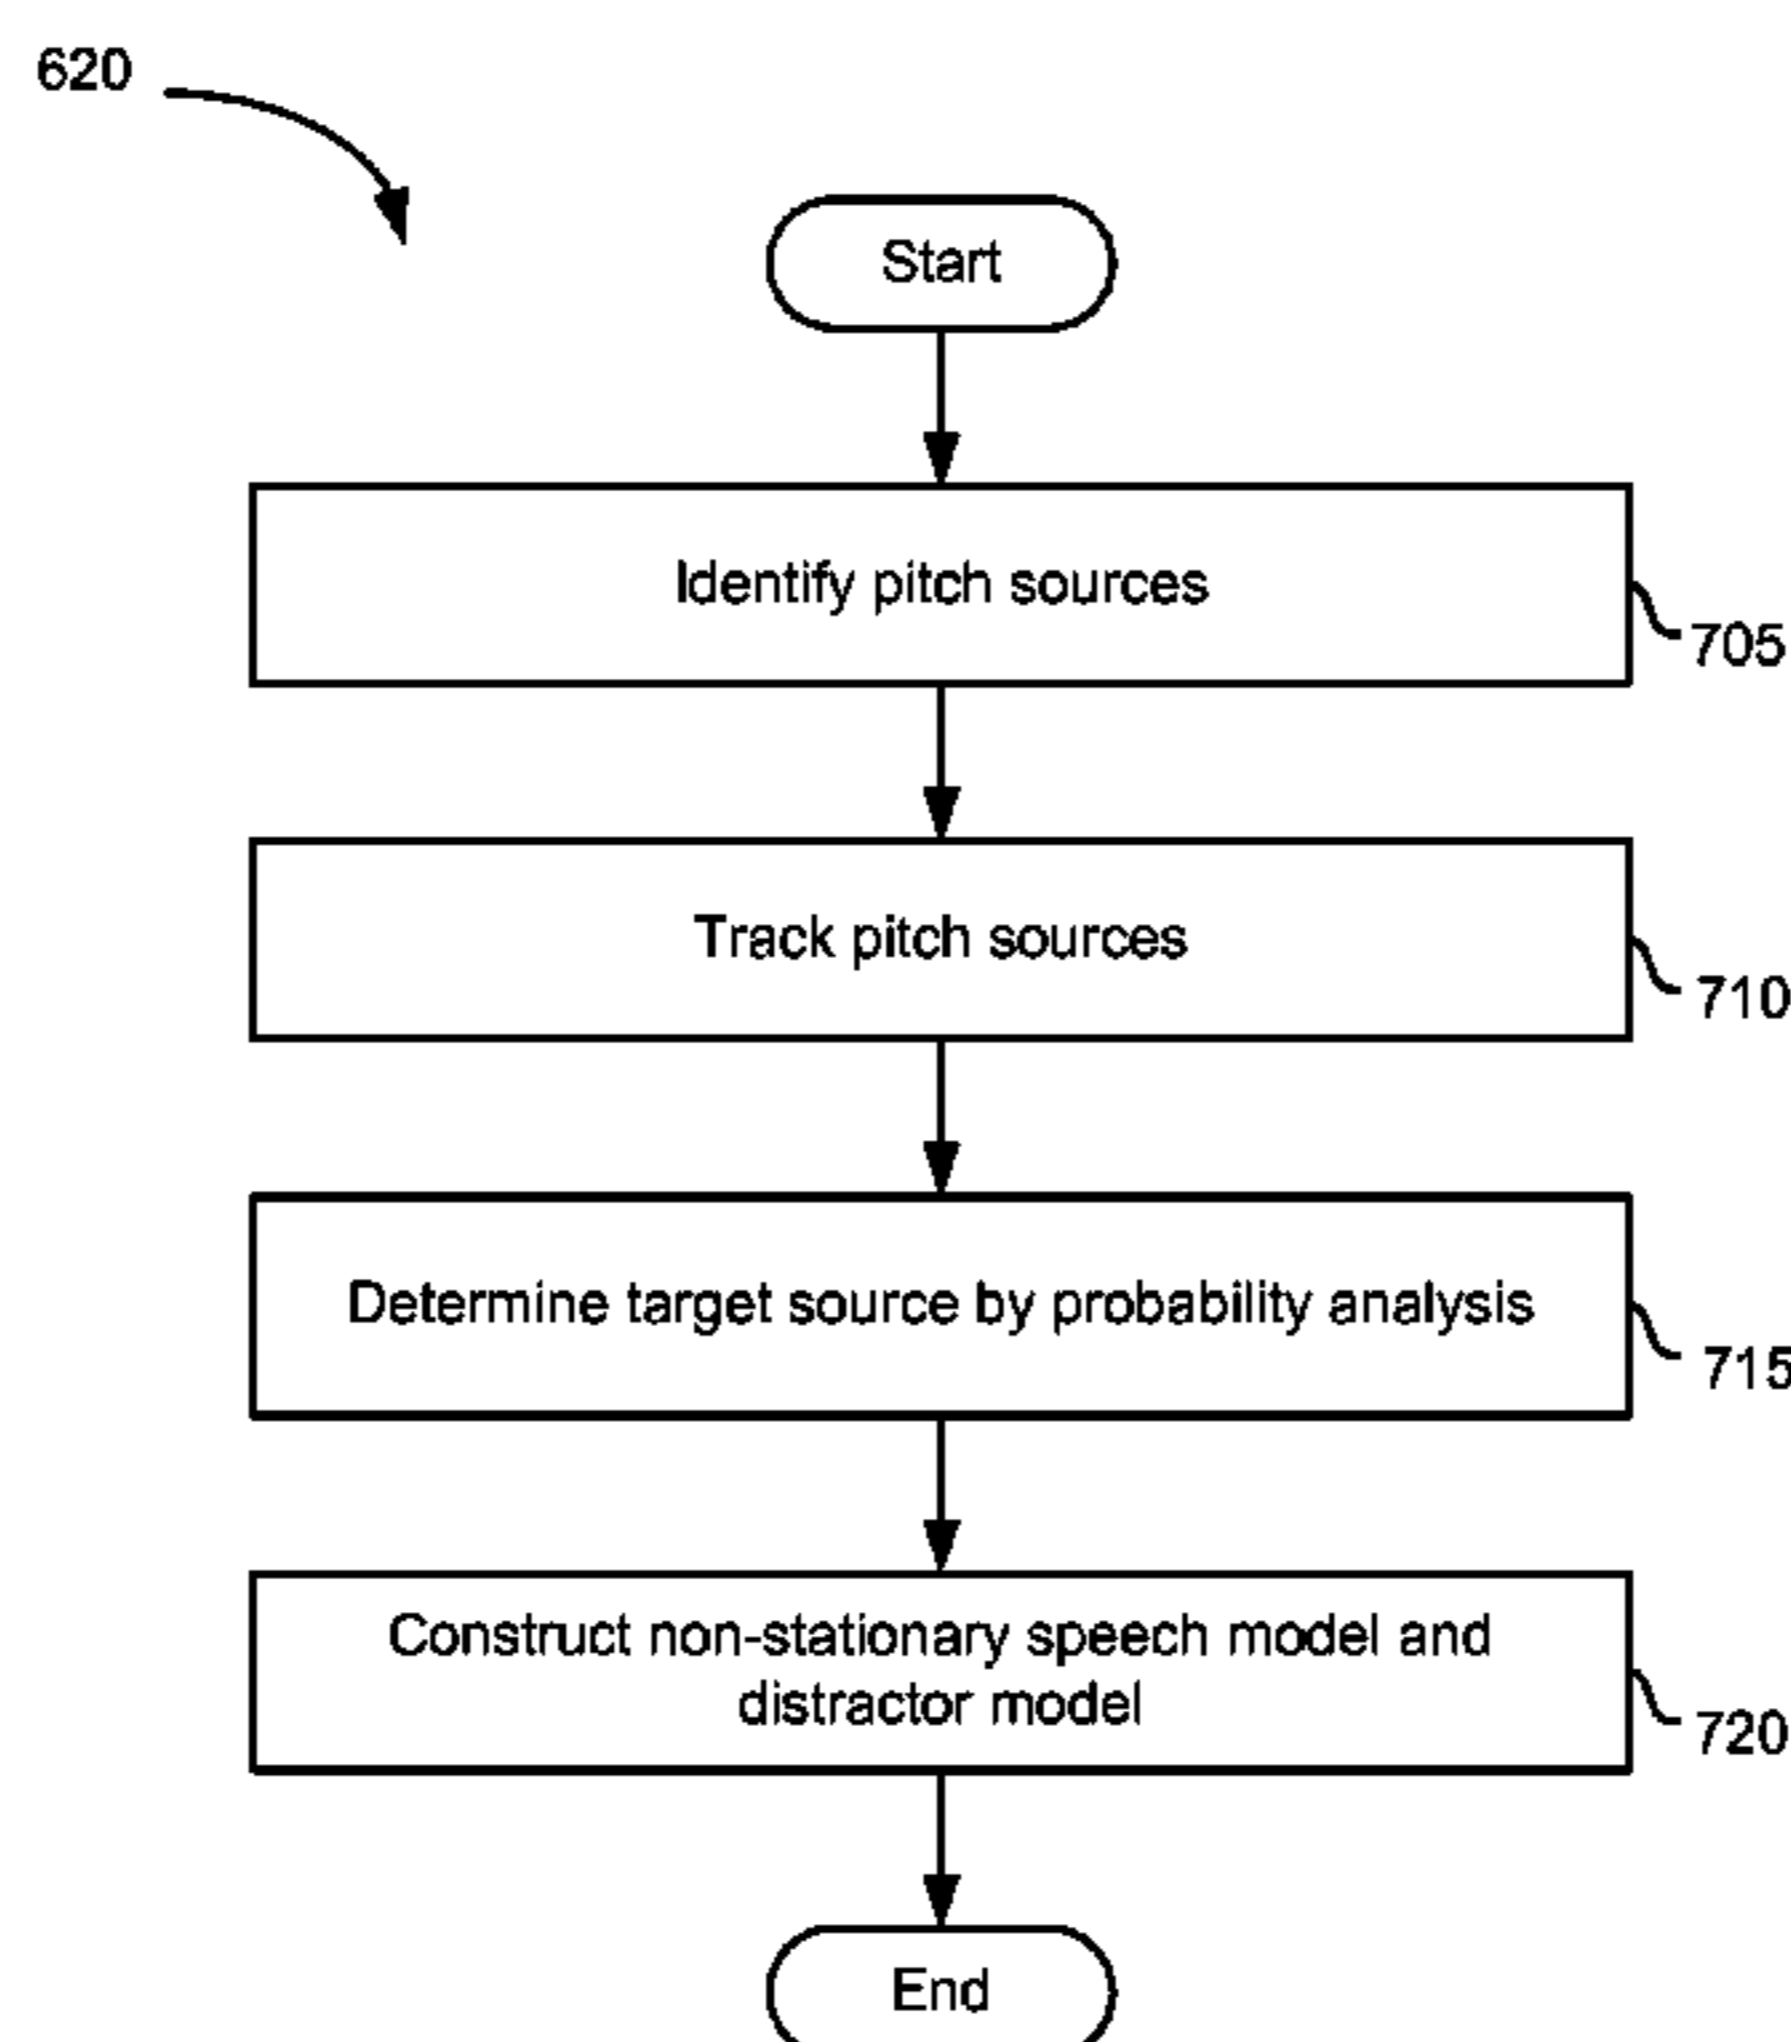 620
Start
Identify pitch sources
705
Track pitch sources
710
Determine target source by probability analysis
715
Construct non-stationary speech model and
distractor model
720
End